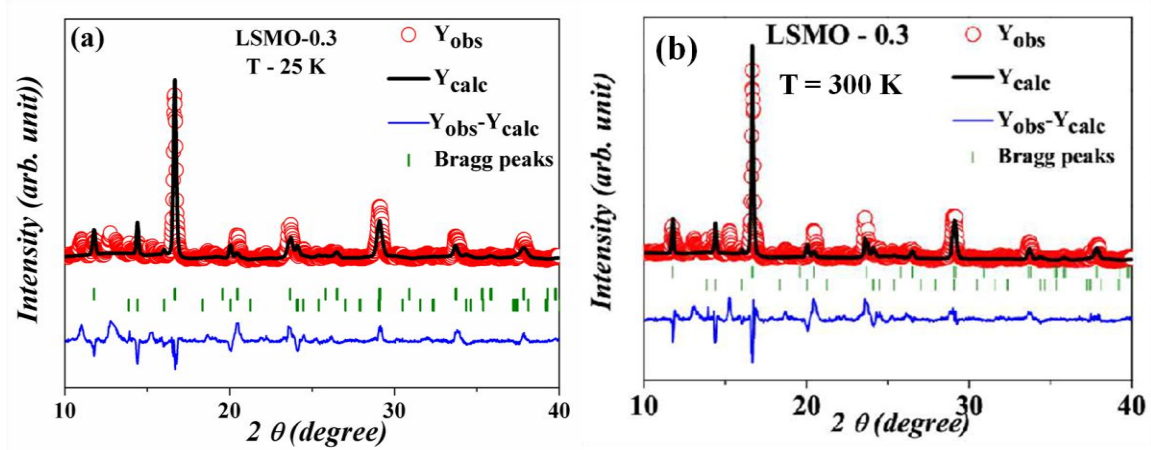 (a)
LSMO-0.3
T - 25 K
Yobs
Ycalc
Yobs-Ycalc
Bragg peaks
Intensity (arb. unit)
10 20 30 40
2 θ (degree)
(b)
LSMO - 0.3
T = 300 K
Yobs
Ycalc
Yobs-Ycalc
Bragg peaks
Intensity (arb. unit)
10 20 30 40
2 θ (degree)